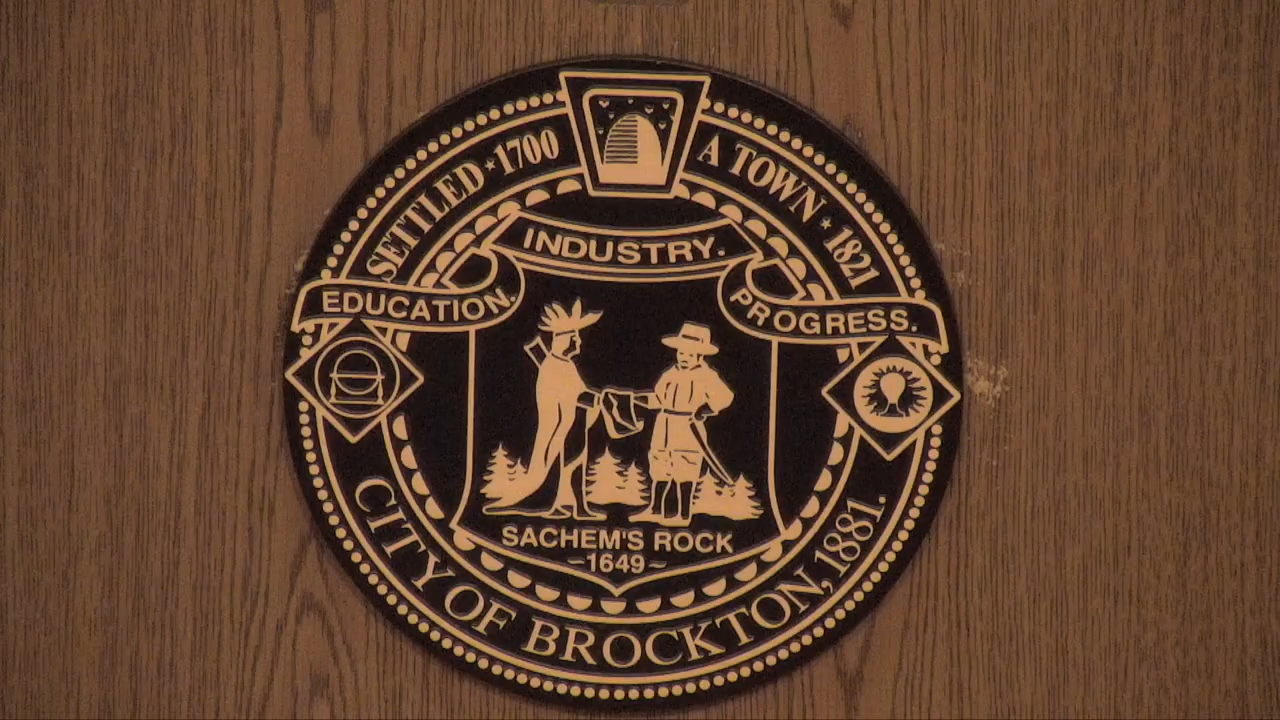 SETTLED * 1700
A TOWN * 1821
INDUSTRY.
EDUCATION.
PROGRESS.
SACHEM'S ROCK
~1649~
CITY OF BROCKTON, 1881.